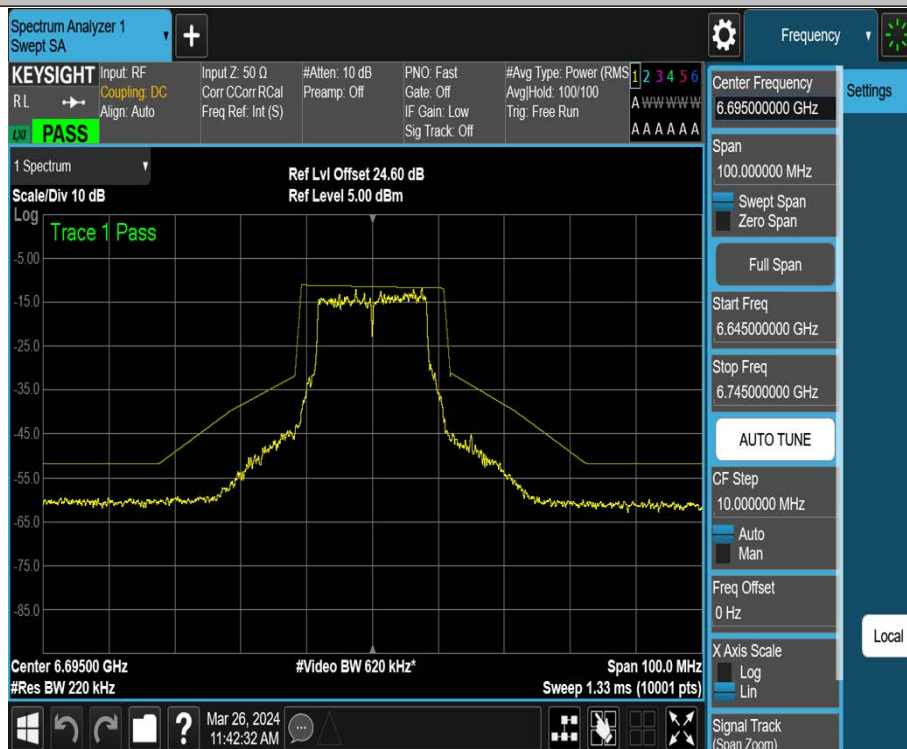 Spectrum Analyzer 1
Swept SA
Frequency
KEYSIGHT
RL
LXI
PASS
Input: RF
Coupling: DC
Align: Auto
Input Z: 50 Ω
Corr CCorr RCal
Freq Ref: Int (S)
#Atten: 10 dB
Preamp: Off
PNO: Fast
Gate: Off
IF Gain: Low
Sig Track: Off
#Avg Type: Power (RMS
Avg|Hold: 100/100
Trig: Free Run
1 2 3 4 5 6
A W W W W W
A A A A A A
1 Spectrum
Scale/Div 10 dB
Ref Lvl Offset 24.60 dB
Ref Level 5.00 dBm
Log
Trace 1 Pass
-5.00
-15.0
-25.0
-35.0
-45.0
-55.0
-65.0
-75.0
-85.0
Center 6.69500 GHz
#Res BW 220 kHz
#Video BW 620 kHz*
Span 100.0 MHz
Sweep 1.33 ms (10001 pts)
Mar 26, 2024
11:42:32 AM
Center Frequency
6.695000000 GHz
Span
100.000000 MHz
Swept Span
Zero Span
Full Span
Start Freq
6.645000000 GHz
Stop Freq
6.745000000 GHz
AUTO TUNE
CF Step
10.000000 MHz
Auto
Man
Freq Offset
0 Hz
X Axis Scale
Log
Lin
Signal Track
(Span Zoom)
Settings
Local